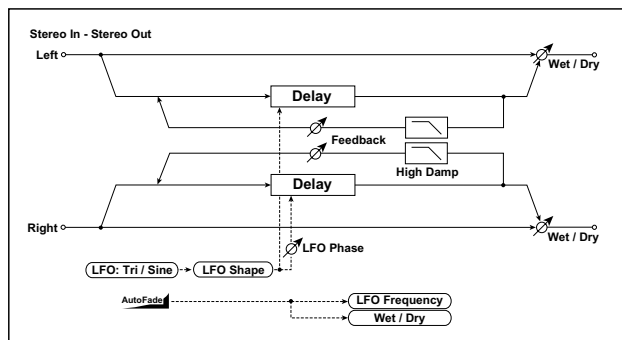 Stereo In - Stereo Out
Left
Wet / Dry
Delay
Feedback
High Damp
Delay
Right
Wet / Dry
LFO Phase
LFO: Tri / Sine
LFO Shape
AutoFade
LFO Frequency
Wet / Dry